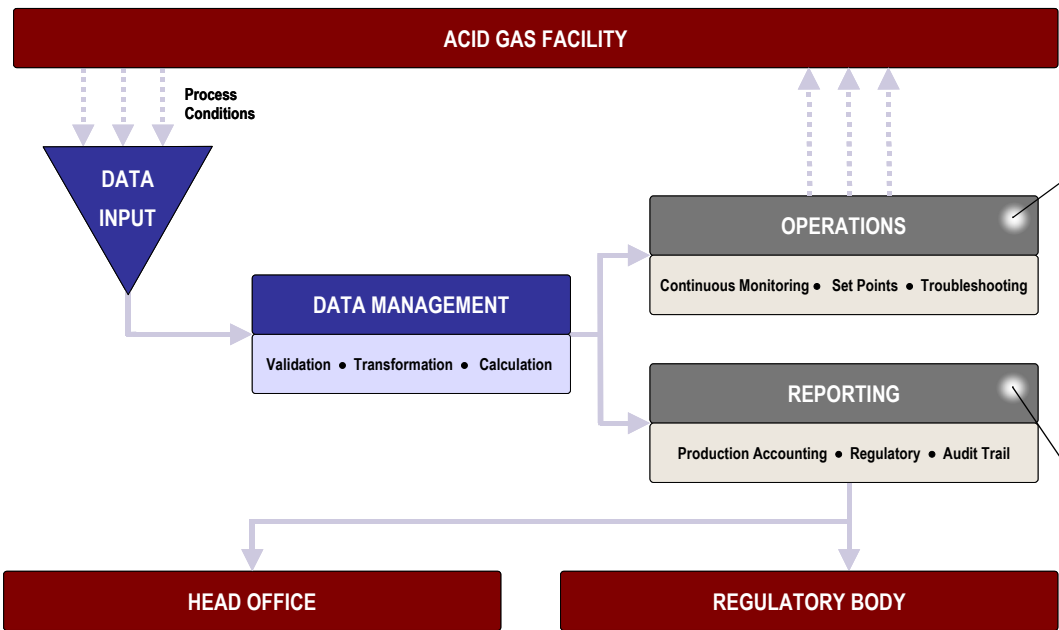 ACID GAS FACILITY
Process
Conditions
DATA
INPUT
OPERATIONS
Continuous Monitoring ● Set Points ● Troubleshooting
DATA MANAGEMENT
Validation ● Transformation ● Calculation
REPORTING
Production Accounting ● Regulatory ● Audit Trail
HEAD OFFICE
REGULATORY BODY